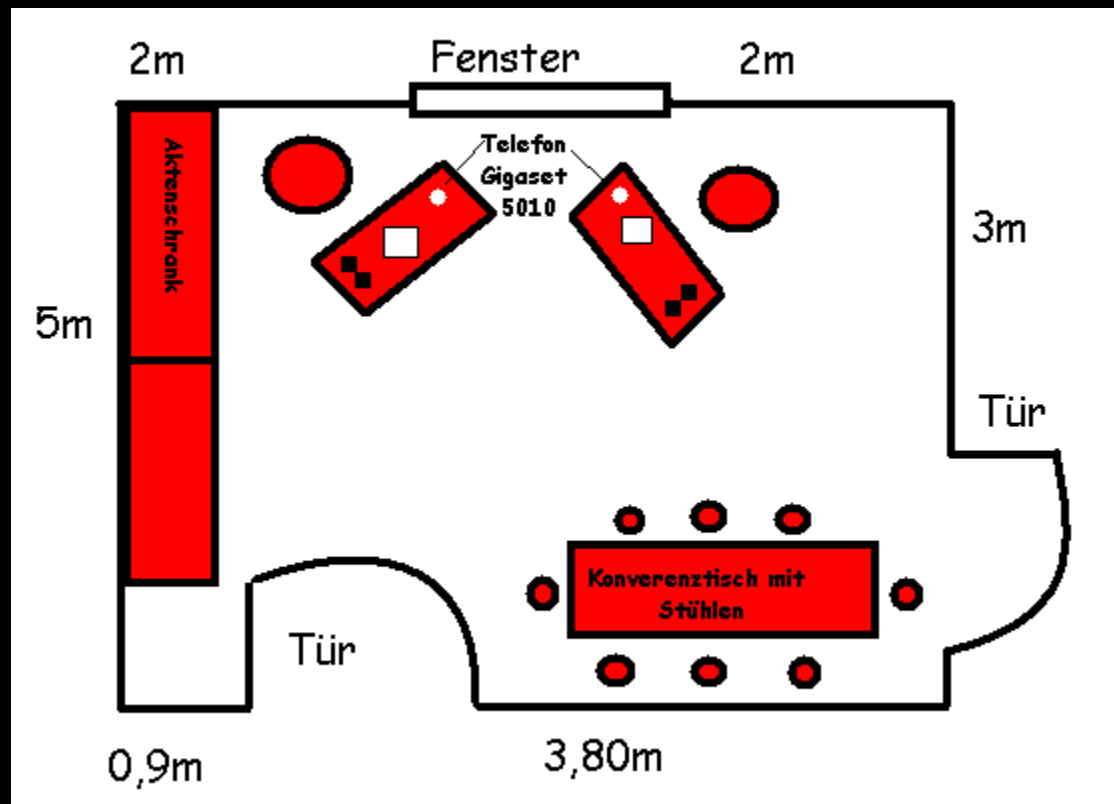 2m
Fenster
2m
Telefon
Gigaset
5010
Aktenschrank
3m
5m
Tür
Konverenztisch mit
Stühlen
Tür
0,9m
3,80m